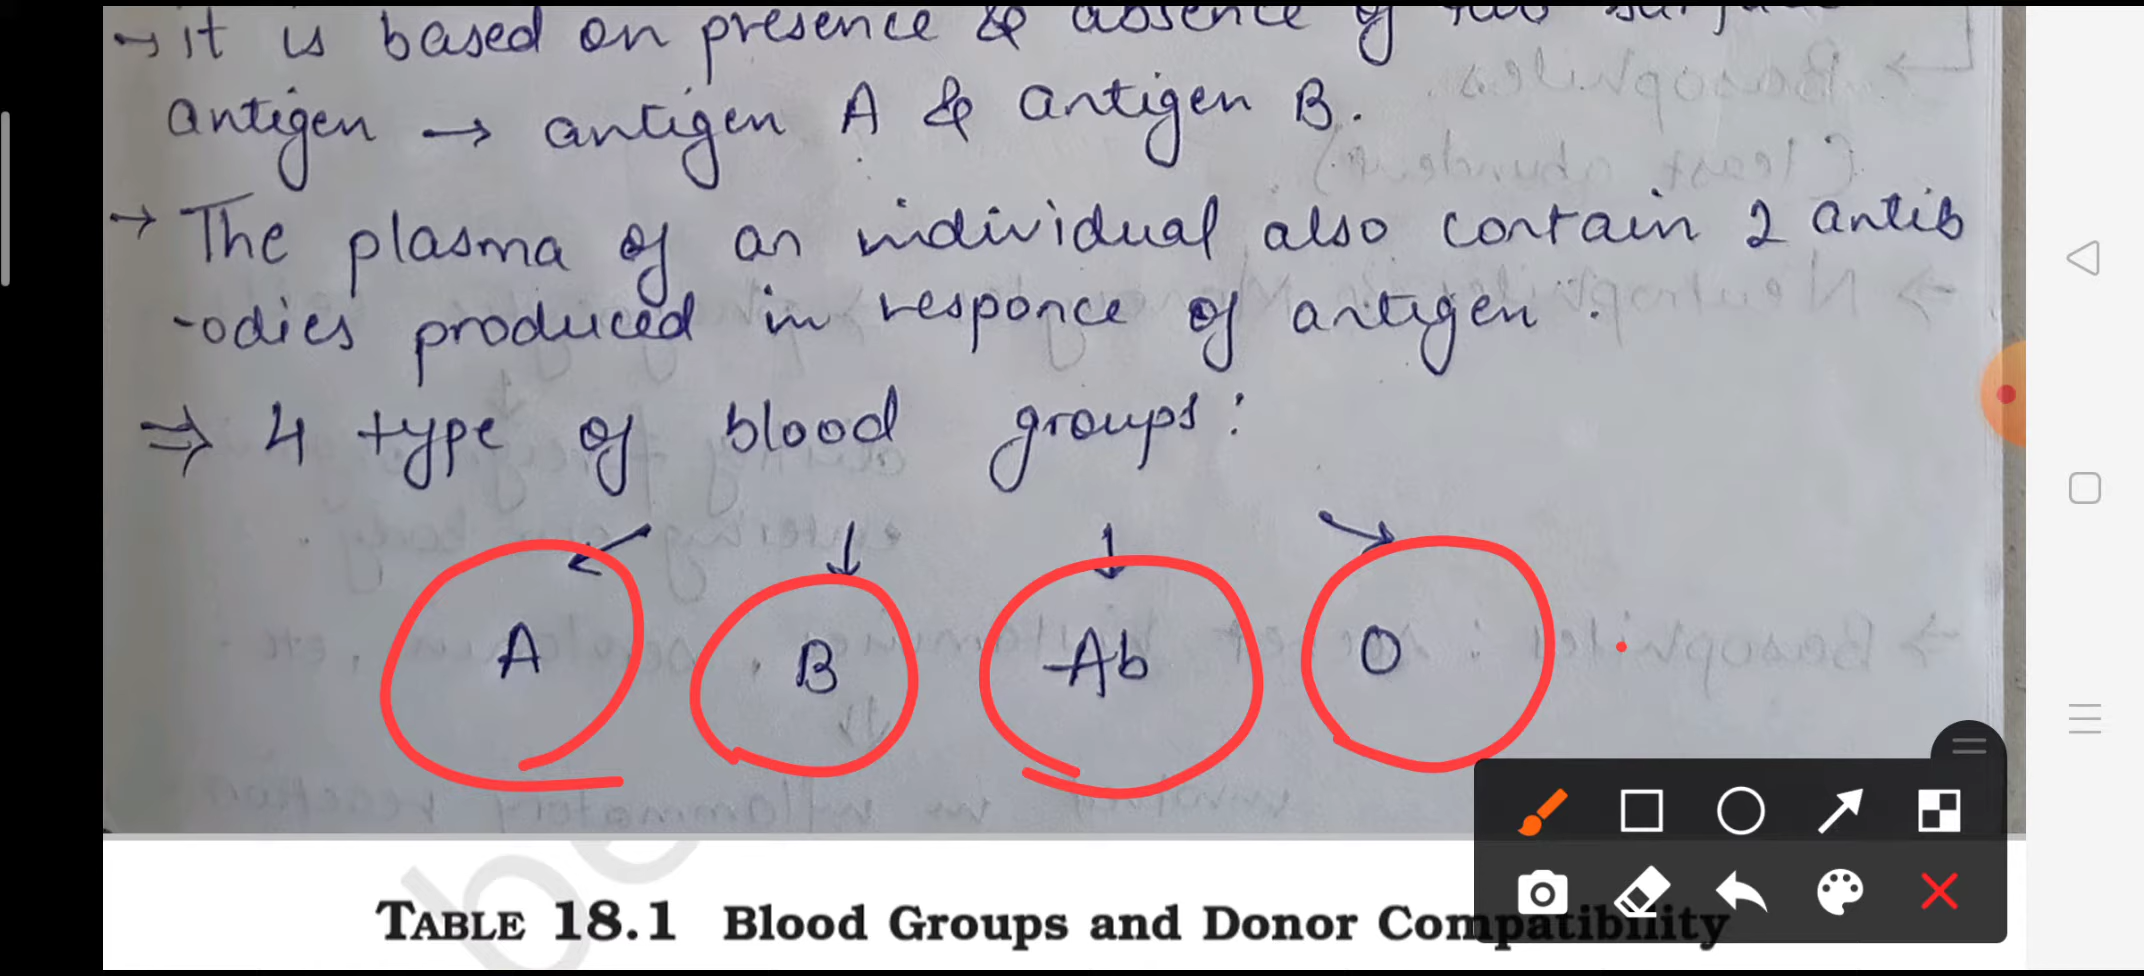 → it is based on presence & absence of two surface
antigen → antigen A & antigen B.
→ The plasma of an individual also contain 2 antib
-odies produced in responce of antigen.
⇒ 4 type of blood groups:
A B Ab O
TABLE 18.1 Blood Groups and Donor Compatibility